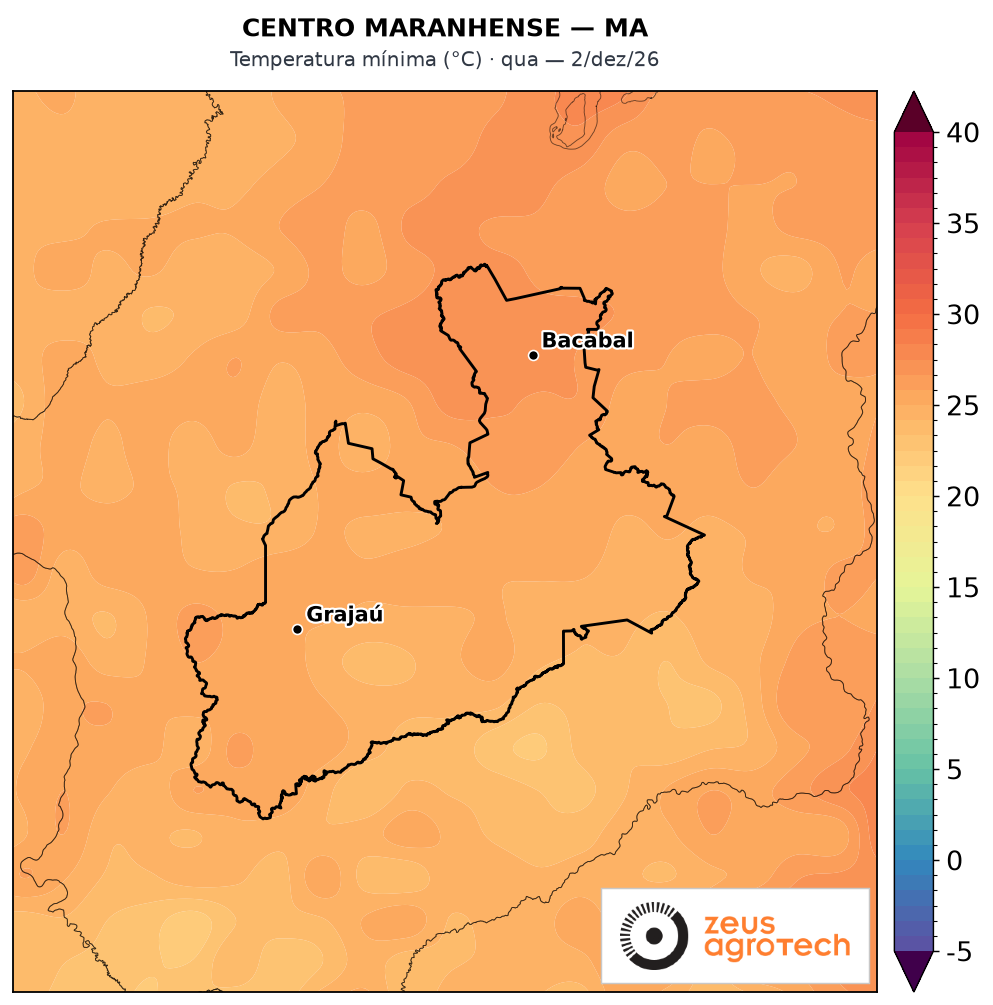 CENTRO MARANHENSE — MA
Temperatura mínima (°C) · qua — 2/dez/26
40
35
30
25
20
15
10
5
0
-5
Bacabal
Grajaú
zeus
agrotech